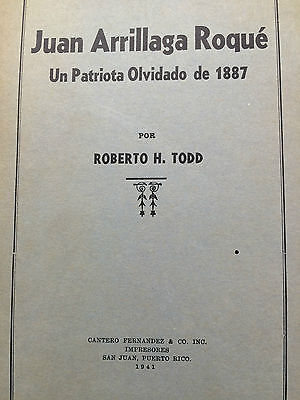 Juan Arrillaga Roqué
Un Patriota Olvidado de 1887
POR
ROBERTO H. TODD
CANTERO FERNANDEZ & CO. INC.
IMPRESORES
SAN JUAN, PUERTO RICO.
1941